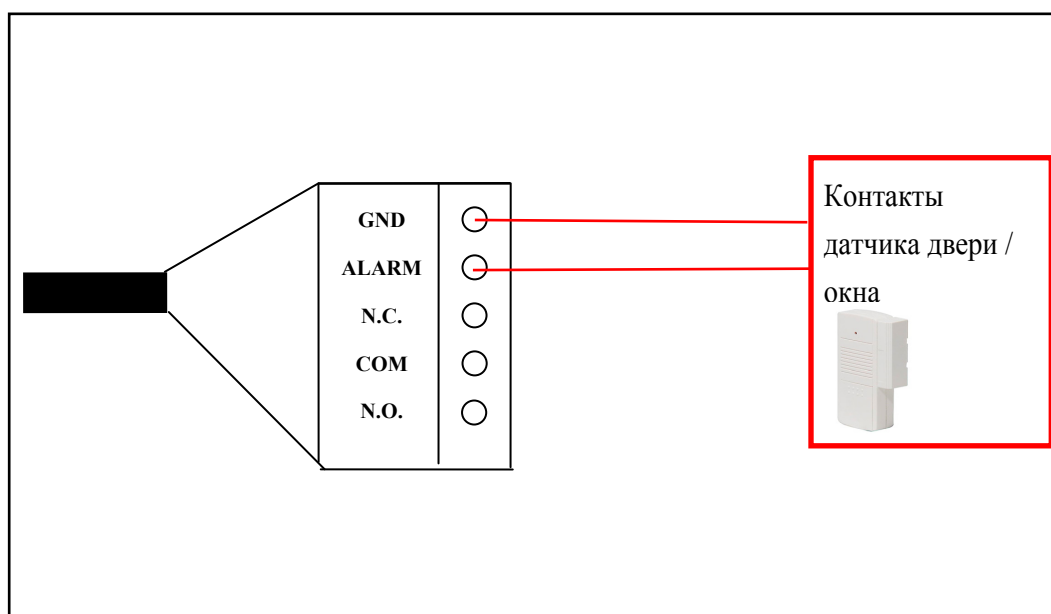 GND
ALARM
N.C.
COM
N.O.
Контакты
датчика двери /
окна